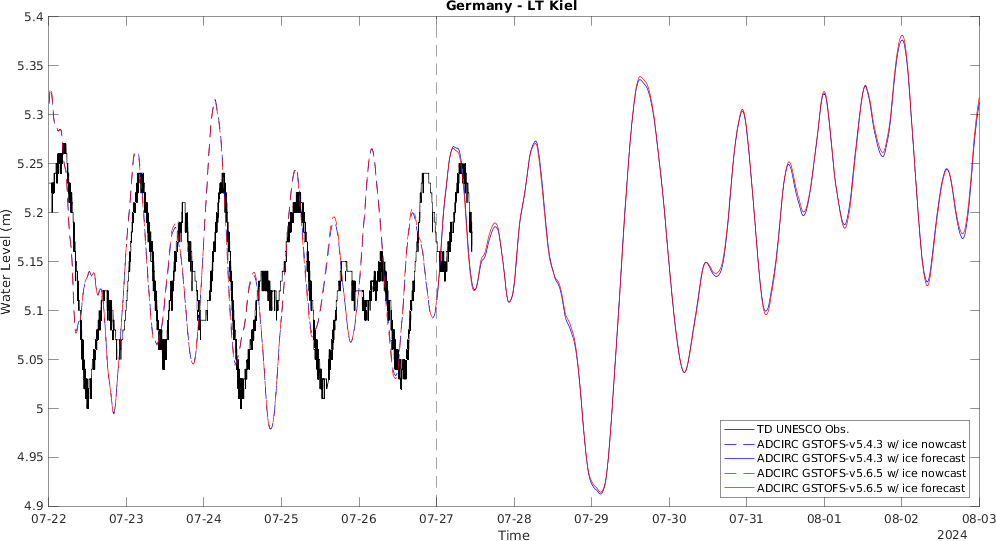 Germany - LT Kiel
5.4
5.35
5.3
5.25
5.2
5.15
5.1
5.05
5
4.95
4.9
Water Level (m)
TD UNESCO Obs.
ADCIRC GSTOFS-v5.4.3 w/ ice nowcast
ADCIRC GSTOFS-v5.4.3 w/ ice forecast
ADCIRC GSTOFS-v5.6.5 w/ ice nowcast
ADCIRC GSTOFS-v5.6.5 w/ ice forecast
07-22 07-23 07-24 07-25 07-26 07-27 07-28 07-29 07-30 07-31 08-01 08-02 08-03
Time
2024